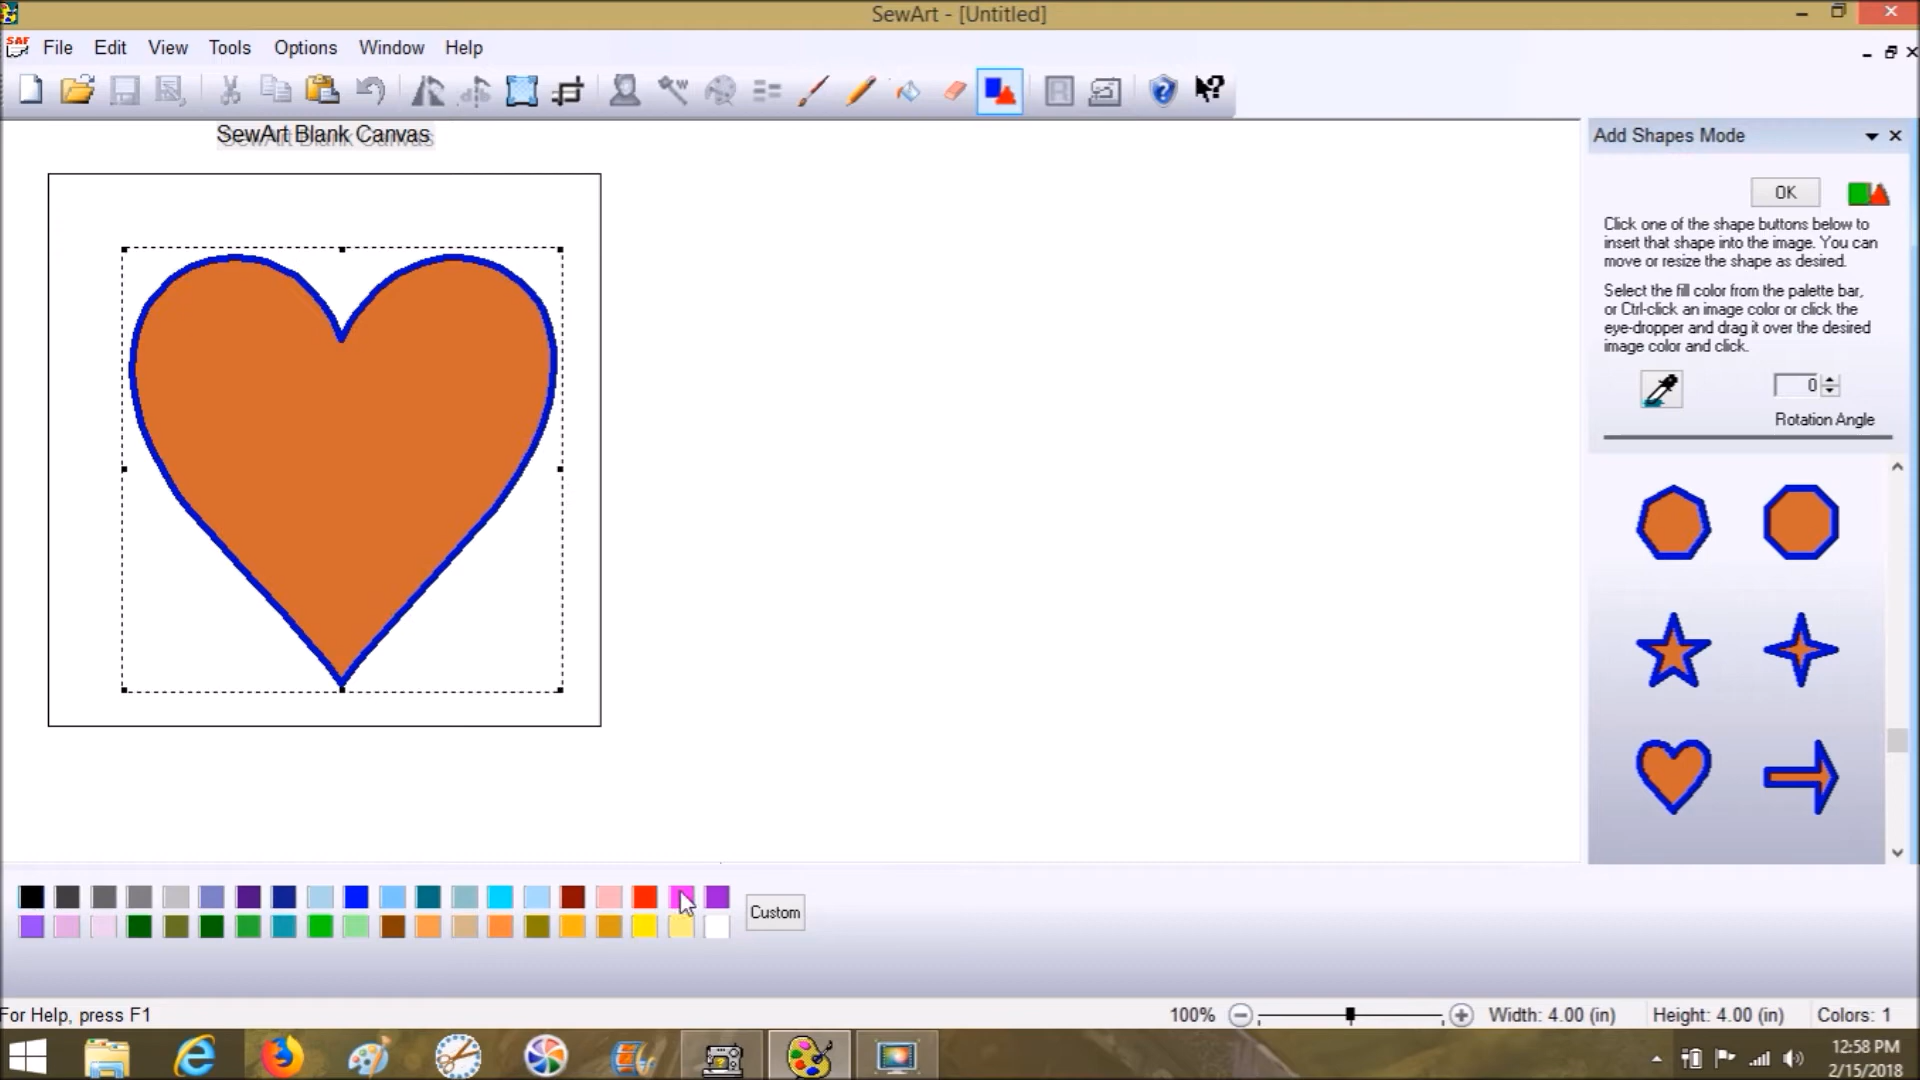 SewArt - [Untitled]
SAF File Edit View Tools Options Window Help
R
SewArt Blank Canvas
Add Shapes Mode
OK
Click one of the shape buttons below to
insert that shape into the image. You can
move or resize the shape as desired.
Select the fill color from the palette bar,
or Ctrl-click an image color or click the
eye-dropper and drag it over the desired
image color and click.
0
Rotation Angle
Custom
For Help, press F1
100%
Width: 4.00 (in)
Height: 4.00 (in)
Colors: 1
12:58 PM
2/15/2018